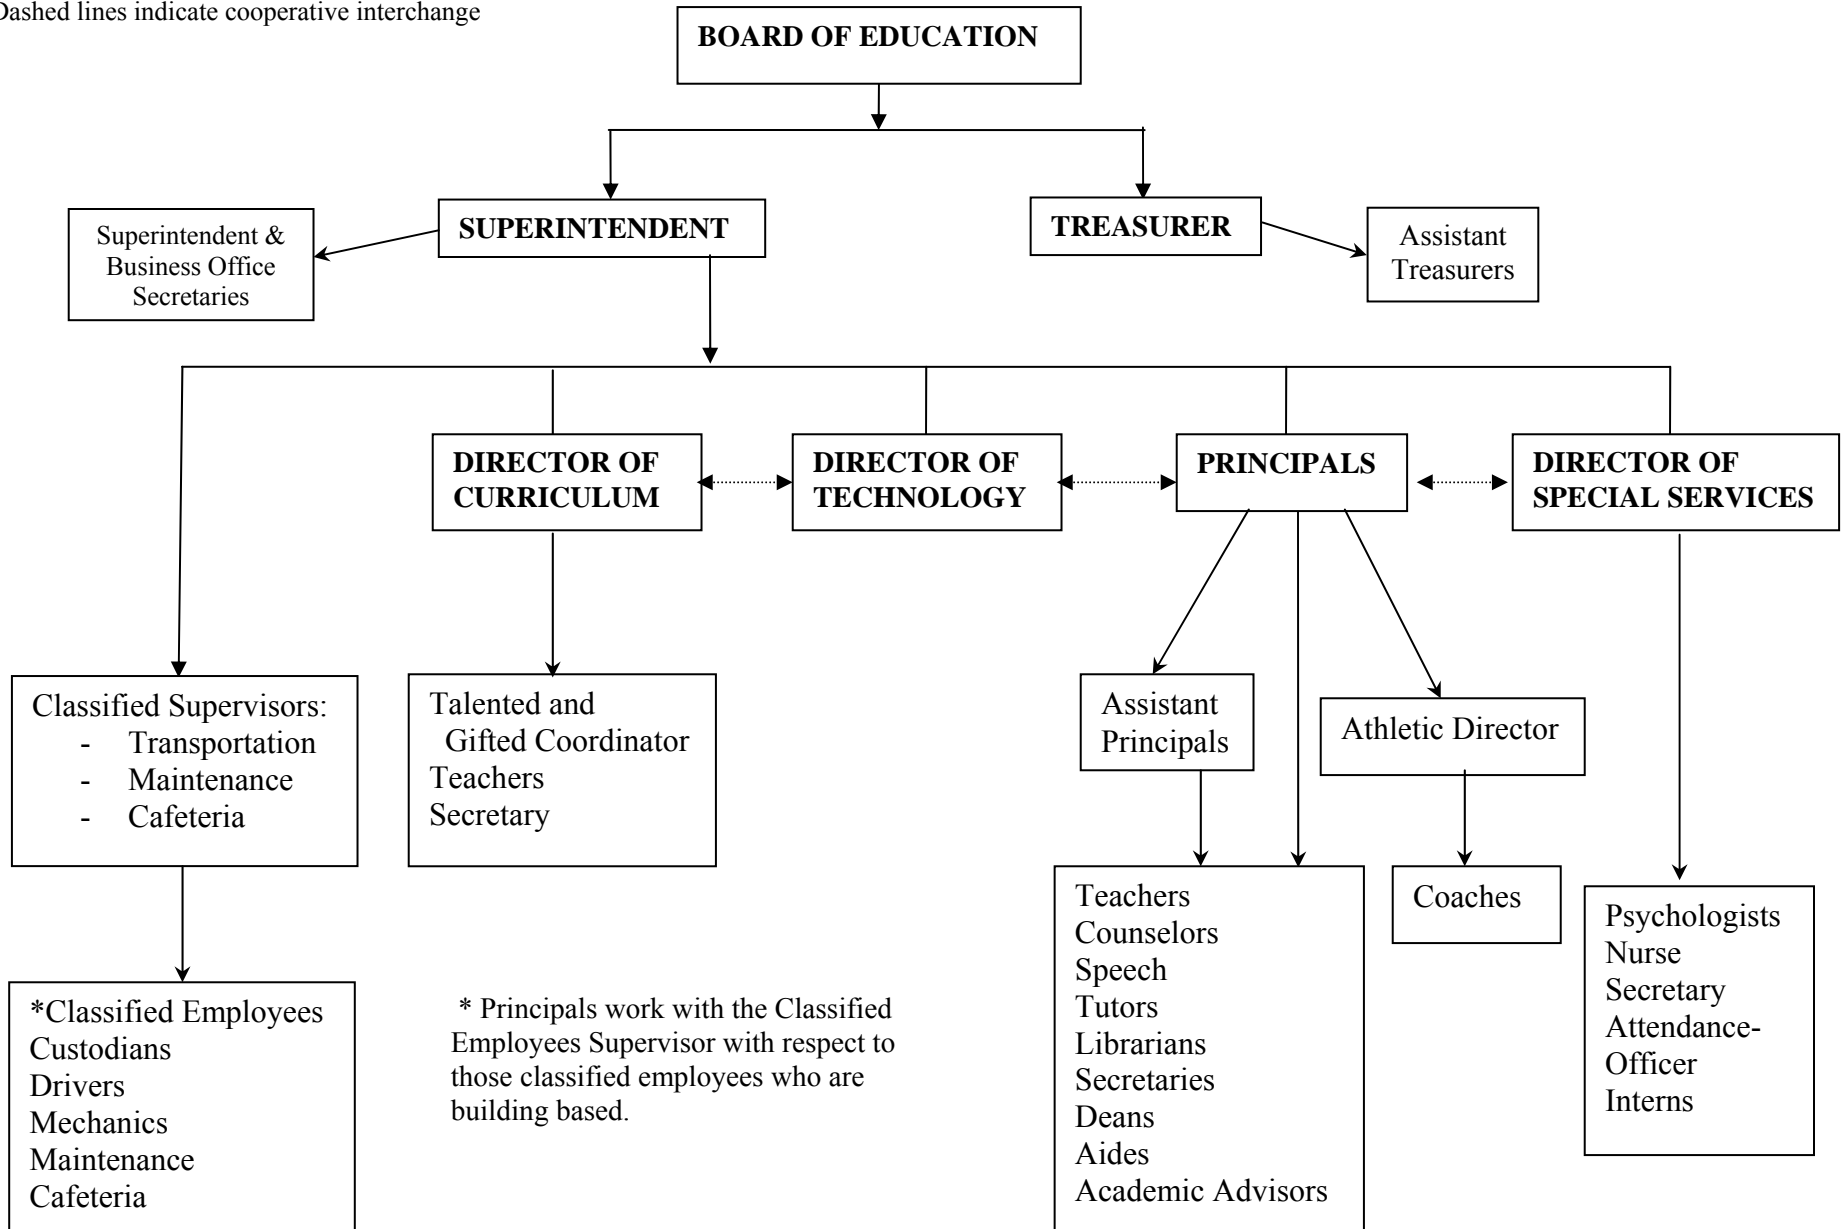 Dashed lines indicate cooperative interchange
BOARD OF EDUCATION
Superintendent &
Business Office
Secretaries
SUPERINTENDENT
TREASURER
Assistant
Treasurers
DIRECTOR OF
CURRICULUM
DIRECTOR OF
TECHNOLOGY
PRINCIPALS
DIRECTOR OF
SPECIAL SERVICES
Classified Supervisors:
- Transportation
- Maintenance
- Cafeteria
Talented and
Gifted Coordinator
Teachers
Secretary
Assistant
Principals
Athletic Director
*Classified Employees
Custodians
Drivers
Mechanics
Maintenance
Cafeteria
* Principals work with the Classified
Employees Supervisor with respect to
those classified employees who are
building based.
Teachers
Counselors
Speech
Tutors
Librarians
Secretaries
Deans
Aides
Academic Advisors
Coaches
Psychologists
Nurse
Secretary
Attendance-
Officer
Interns